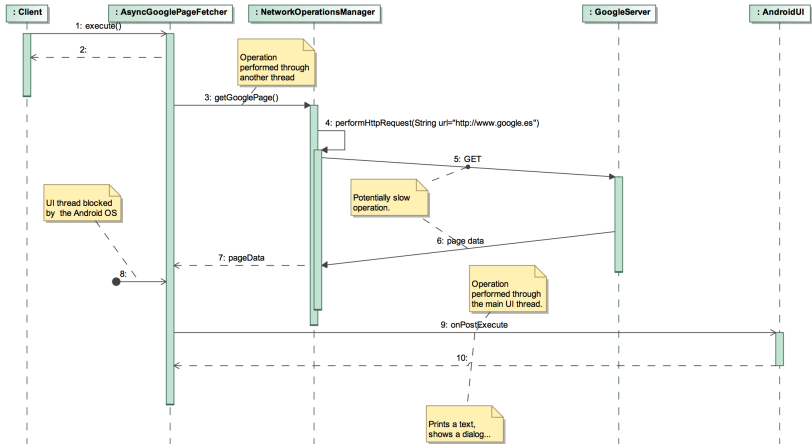 : Client
: AsyncGooglePageFetcher
: NetworkOperationsManager
: GoogleServer
: AndroidUI
1: execute()
2:
Operation
performed through
another thread
3: getGooglePage()
4: performHttpRequest(String url="http://www.google.es")
5: GET
UI thread blocked
by the Android OS
Potentially slow
operation.
6: page data
7: pageData
8:
Operation
performed through
the main UI thread.
9: onPostExecute
10:
Prints a text,
shows a dialog...